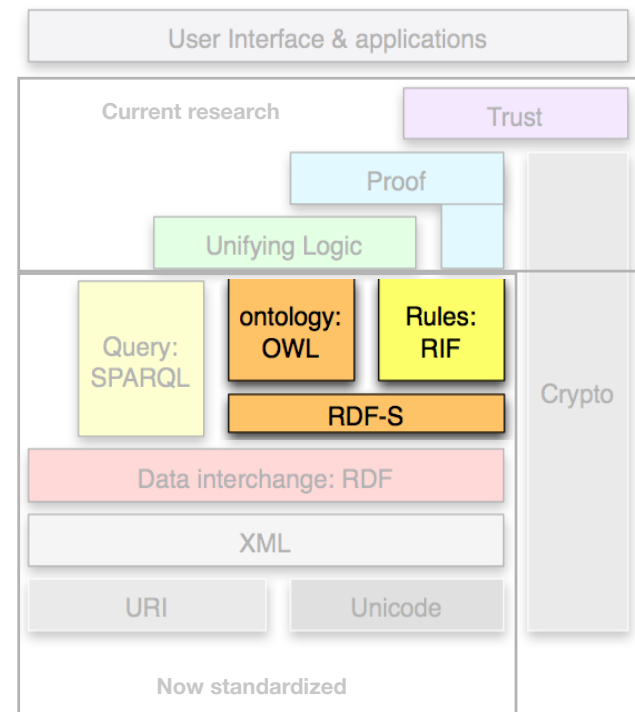 User Interface & applications
Current research
Trust
Proof
Unifying Logic
ontology:
OWL
Rules:
RIF
Query:
SPARQL
Crypto
RDF-S
Data interchange: RDF
XML
URI
Unicode
Now standardized